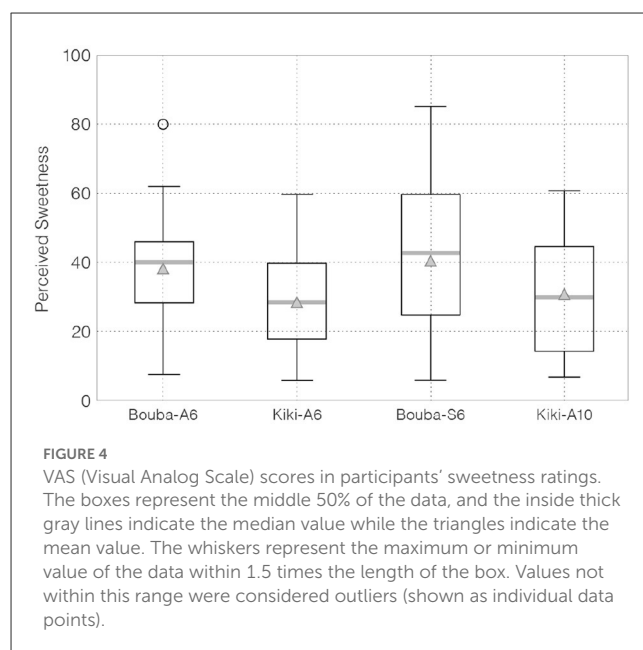 100
80
60
40
20
0
Perceived Sweetness
Bouba-A6 Kiki-A6 Bouba-S6 Kiki-A10
FIGURE 4
VAS (Visual Analog Scale) scores in participants' sweetness ratings.
The boxes represent the middle 50% of the data, and the inside thick
gray lines indicate the median value while the triangles indicate the
mean value. The whiskers represent the maximum or minimum
value of the data within 1.5 times the length of the box. Values not
within this range were considered outliers (shown as individual data
points).